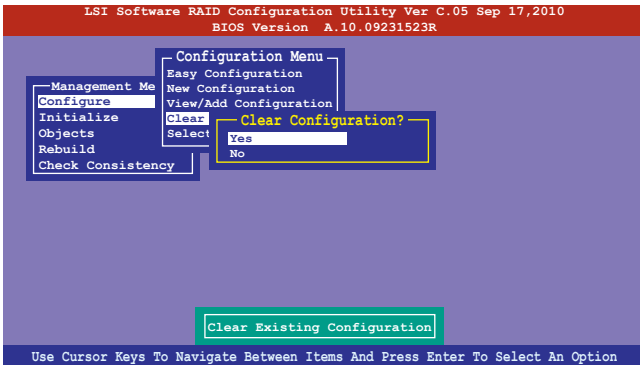 LSI Software RAID Configuration Utility Ver C.05 Sep 17,2010
BIOS Version A.10.09231523R
Configuration Menu
Easy Configuration
New Configuration
View/Add Configuration
Clear
Select
Management Me
Configure
Initialize
Objects
Rebuild
Check Consistency
Clear Configuration?
Yes
No
Clear Existing Configuration
Use Cursor Keys To Navigate Between Items And Press Enter To Select An Option